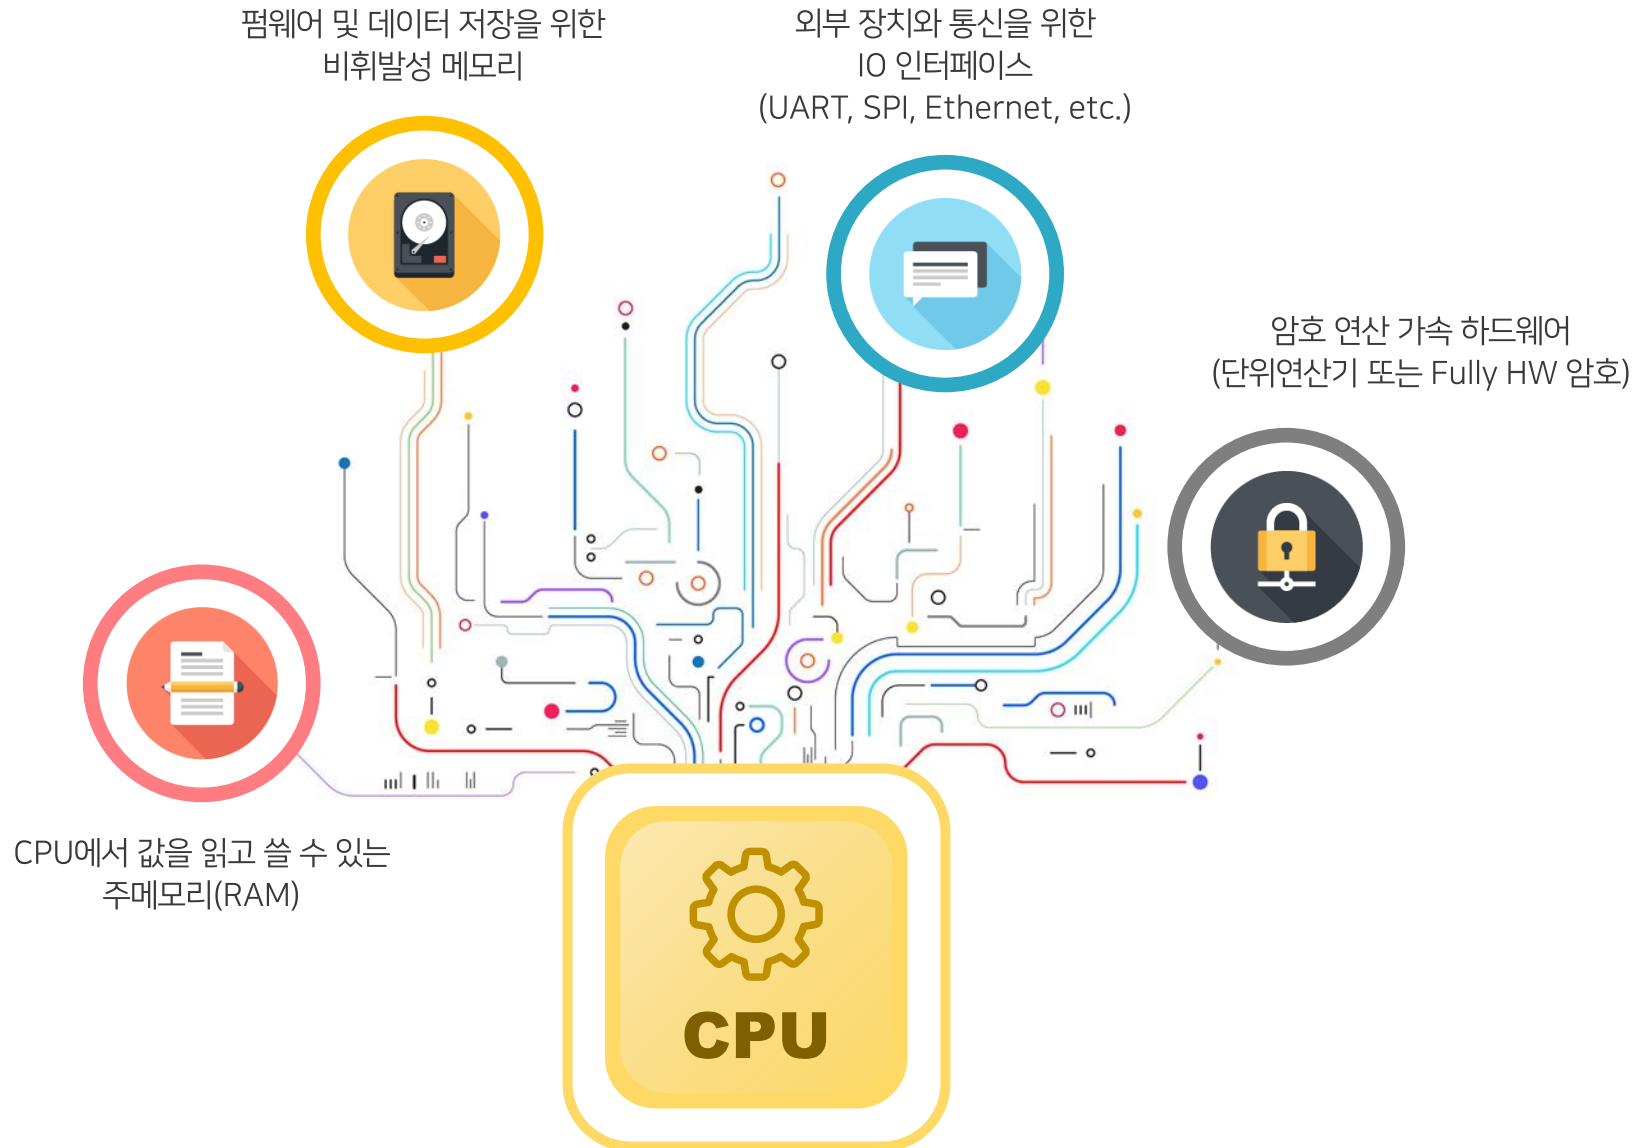 펌웨어 및 데이터 저장을 위한
비휘발성 메모리
외부 장치와 통신을 위한
IO 인터페이스
(UART, SPI, Ethernet, etc.)
암호 연산 가속 하드웨어
(단위연산기 또는 Fully HW 암호)
CPU에서 값을 읽고 쓸 수 있는
주메모리(RAM)
CPU